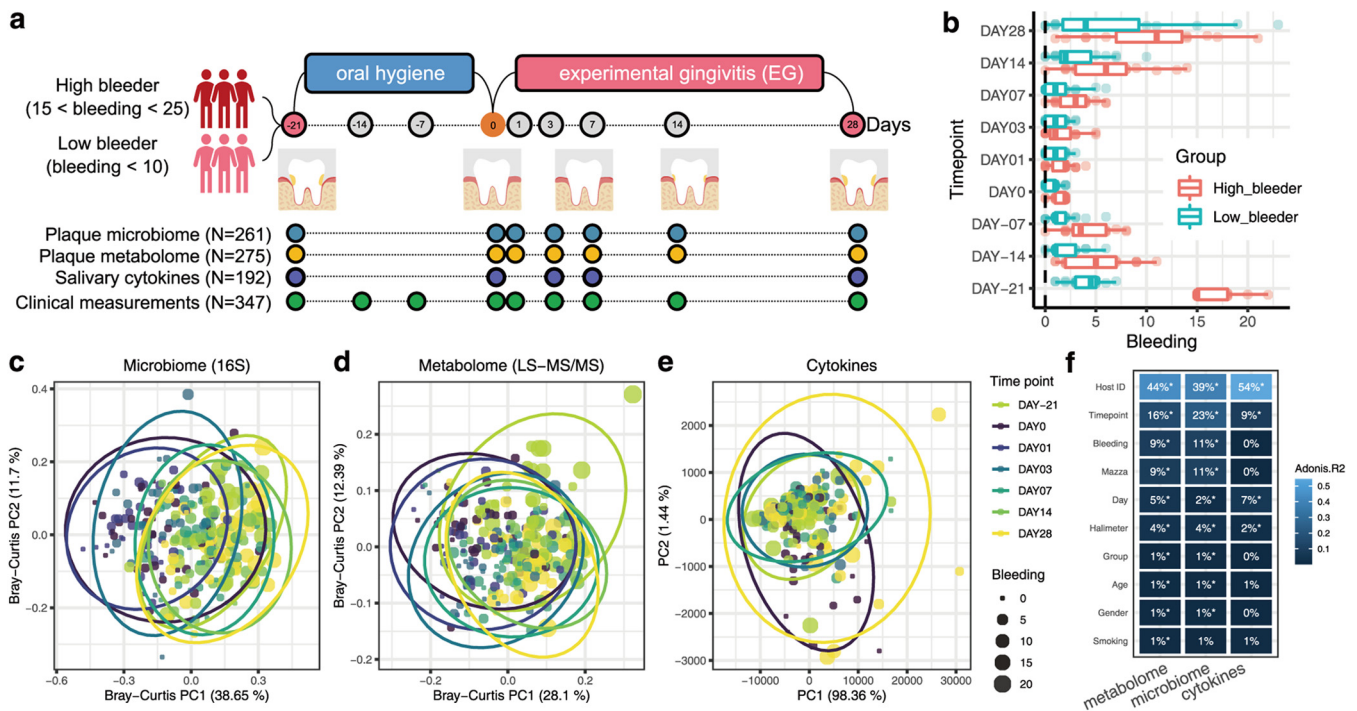 a
oral hygiene
experimental gingivitis (EG)
High bleeder
(15 < bleeding < 25)
Low bleeder
(bleeding < 10)
-21
-14
-7
0
1
3
7
14
28
Days
Plaque microbiome (N=261)
Plaque metabolome (N=275)
Salivary cytokines (N=192)
Clinical measurements (N=347)
b
Timepoint
DAY28
DAY14
DAY07
DAY03
DAY01
DAY0
DAY-07
DAY-14
DAY-21
0
5
10
15
20
Bleeding
Group
High_bleeder
Low_bleeder
c
Microbiome (16S)
Bray-Curtis PC2 (11.7 %)
0.4
0.2
0.0
-0.2
-0.6
-0.3
0.0
0.3
Bray-Curtis PC1 (38.65 %)
d
Metabolome (LS-MS/MS)
Bray-Curtis PC2 (12.39 %)
0.2
0.1
0.0
-0.1
-0.2
-0.2
0.0
0.2
Bray-Curtis PC1 (28.1 %)
e
Cytokines
PC2 (1.44 %)
2000
1000
0
-1000
-2000
-3000
-10000
0
10000
20000
30000
PC1 (98.36 %)
Time point
DAY-21
DAY0
DAY01
DAY03
DAY07
DAY14
DAY28
Bleeding
0
5
10
15
20
f
Host ID 44%* 39%* 54%*
Timepoint 16%* 23%* 9%*
Bleeding 9%* 11%* 0%
Mazza 9%* 11%* 0%
Day 5%* 2%* 7%*
Halimeter 4%* 4%* 2%*
Group 1%* 1%* 0%
Age 1%* 1%* 1%
Gender 1%* 1%* 0%
Smoking 1%* 1% 1%
metabolome
microbiome
cytokines
Adonis.R2
0.5
0.4
0.3
0.2
0.1